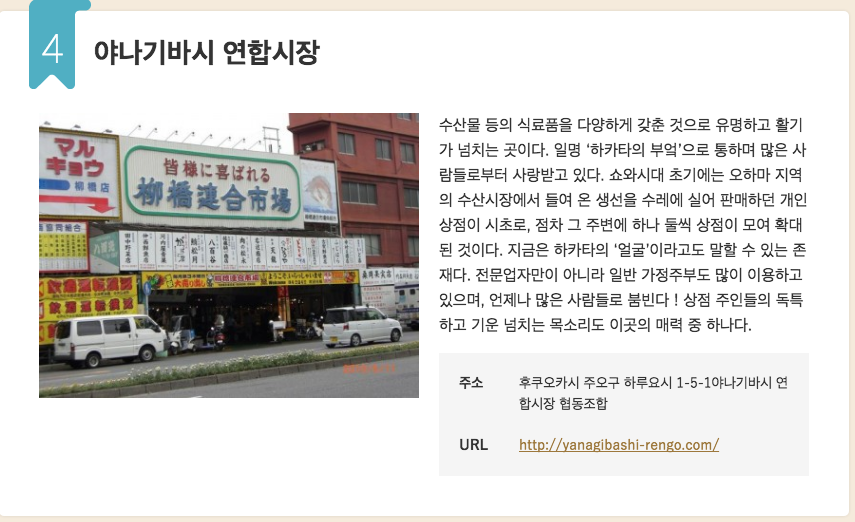 4
야나기바시 연합시장
マル
キョウ
柳橋店
皆様に喜ばれる
柳橋連合市場
수산물 등의 식료품을 다양하게 갖춘 것으로 유명하고 활기
가 넘치는 곳이다. 일명 ‘하카타의 부엌’으로 통하며 많은 사
람들로부터 사랑받고 있다. 쇼와시대 초기에는 오하마 지역
의 수산시장에서 들여 온 생선을 수레에 실어 판매하던 개인
상점이 시초로, 점차 그 주변에 하나 둘씩 상점이 모여 확대
된 것이다. 지금은 하카타의 ‘얼굴’이라고도 말할 수 있는 존
재다. 전문업자만이 아니라 일반 가정주부도 많이 이용하고
있으며, 언제나 많은 사람들로 붐빈다 ! 상점 주인들의 독특
하고 기운 넘치는 목소리도 이곳의 매력 중 하나다.
주소
후쿠오카시 주오구 하루요시 1-5-1야나기바시 연
합시장 협동조합
URL
http://yanagibashi-rengo.com/